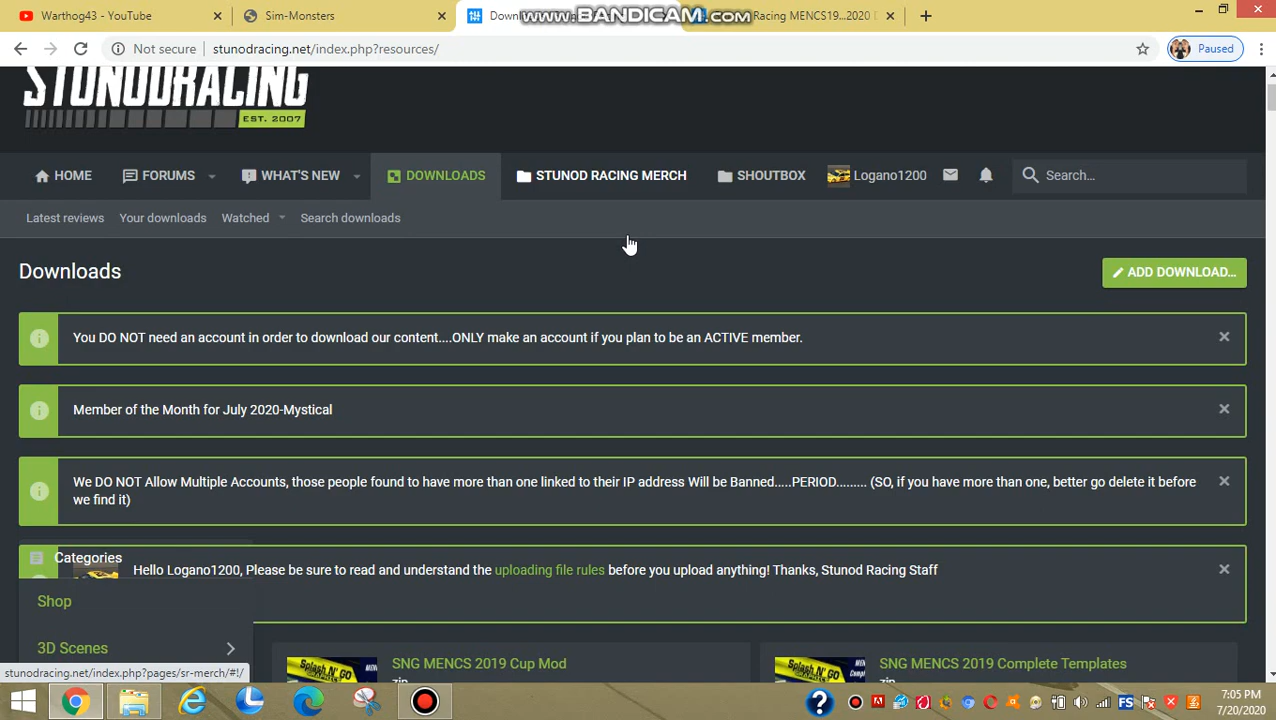 Warthog43 - YouTube
Sim-Monsters
Downlo
www.BANDICAM.com
Racing MENCS19...2020
Not secure
stunodracing.net/index.php?resources/
Paused
STUNODRACING
EST. 2007
HOME
FORUMS
WHAT'S NEW
DOWNLOADS
STUNOD RACING MERCH
SHOUTBOX
Logano1200
Search...
Latest reviews
Your downloads
Watched
Search downloads
Downloads
ADD DOWNLOAD...
You DO NOT need an account in order to download our content....ONLY make an account if you plan to be an ACTIVE member.
Member of the Month for July 2020-Mystical
We DO NOT Allow Multiple Accounts, those people found to have more than one linked to their IP address Will be Banned.....PERIOD......... (SO, if you have more than one, better go delete it before
we find it)
Categories
Hello Logano1200, Please be sure to read and understand the uploading file rules before you upload anything! Thanks, Stunod Racing Staff
Shop
3D Scenes
SNG MENCS 2019 Cup Mod
SNG MENCS 2019 Complete Templates
Splash N' GO
Splash N' GO
zip
zip
stunodracing.net/index.php?pages/sr-merch/#!/
FS
7:05 PM
7/20/2020